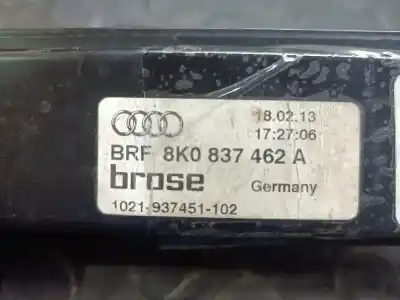 18.02.13
17:27:06
BRF 8K0 837 462 A
brose Germany
1021-937451-102